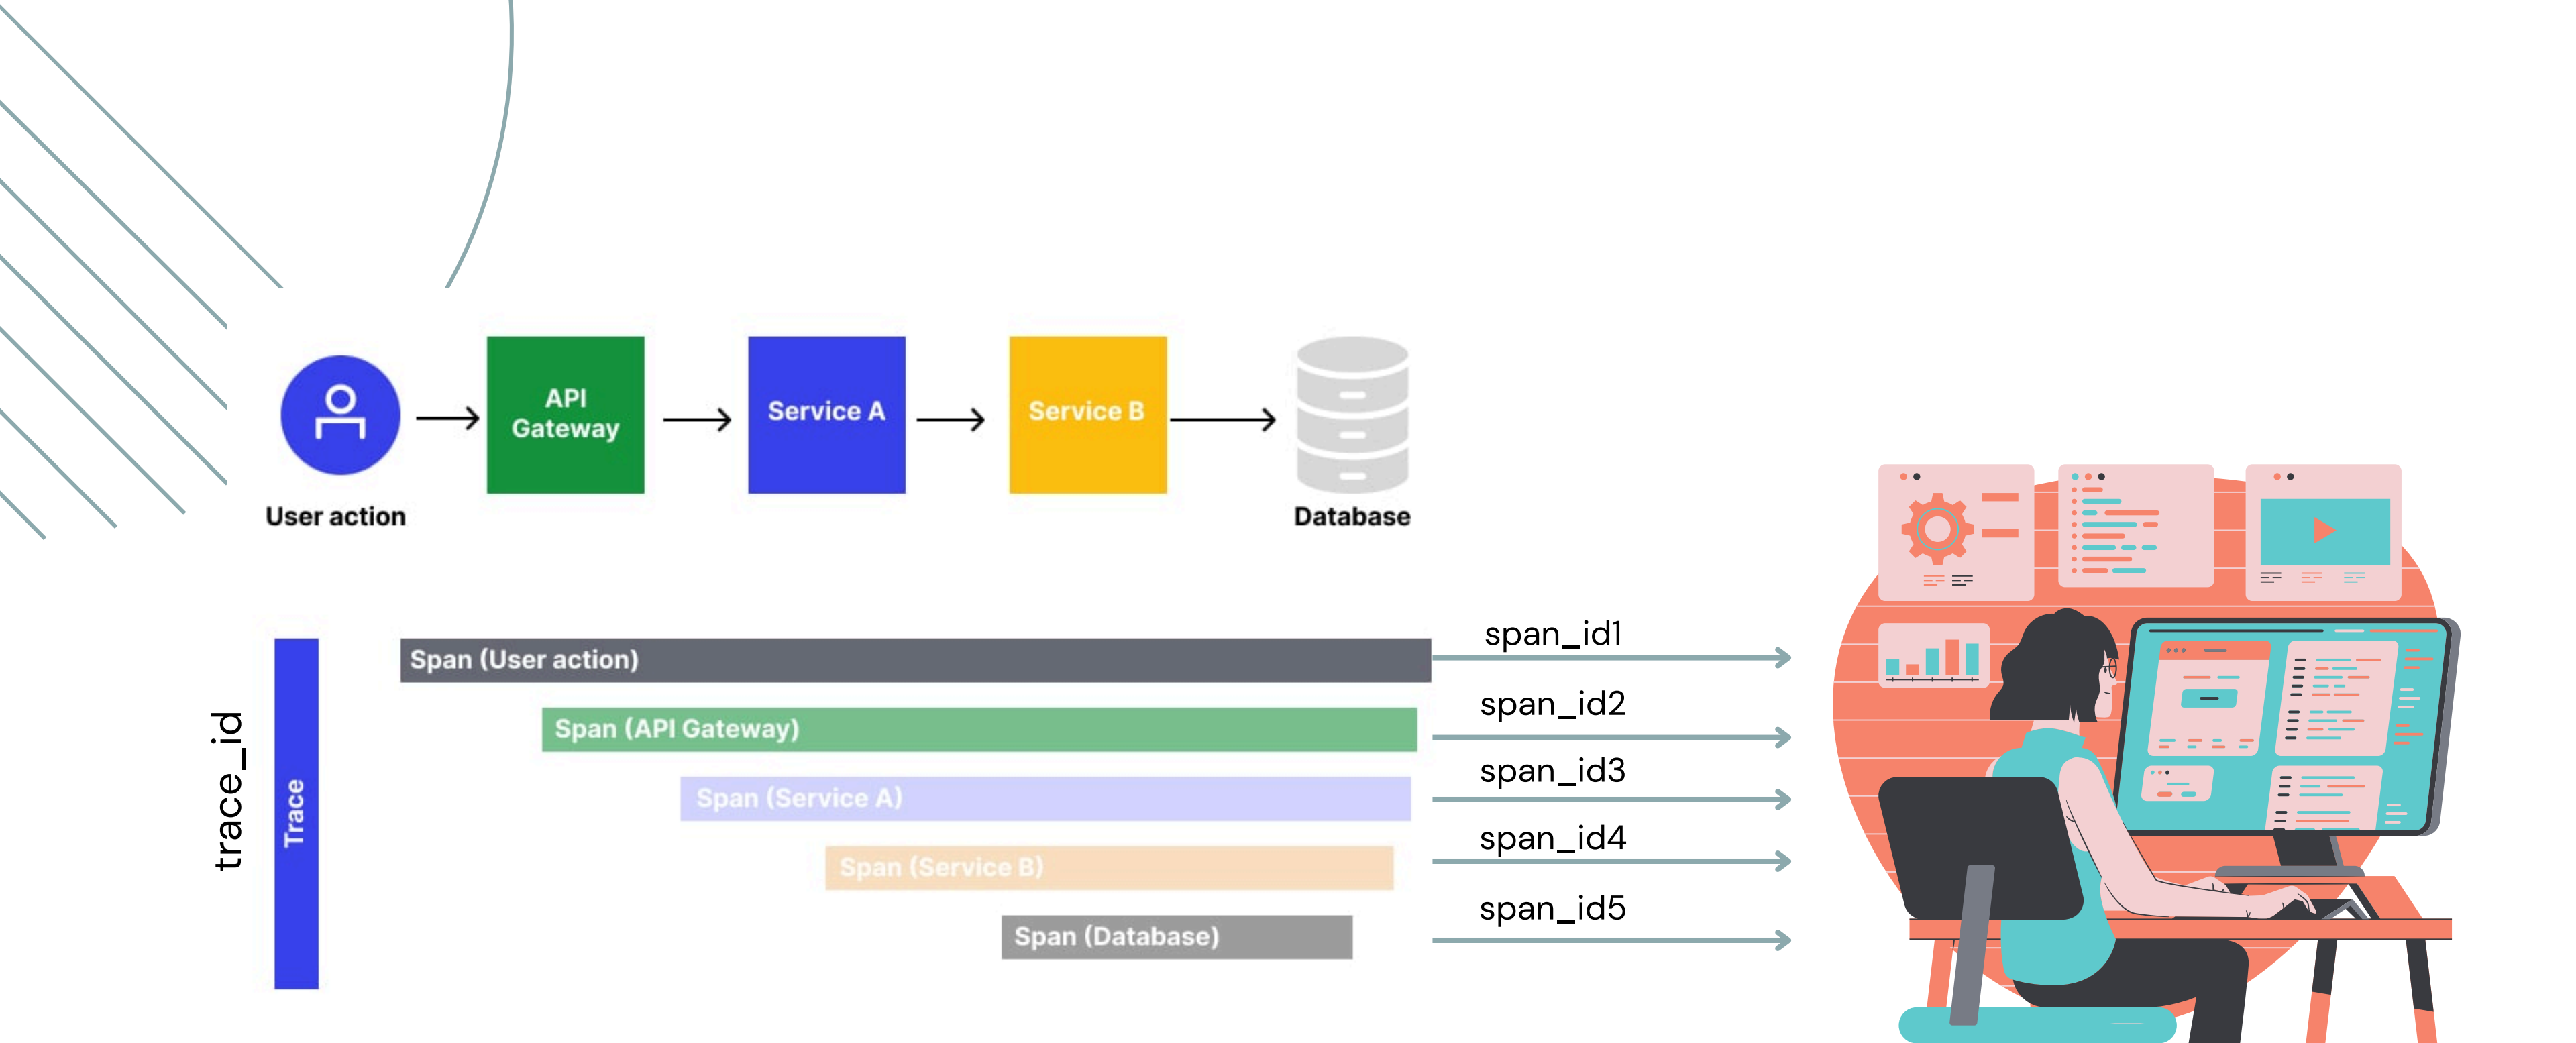 API
Gateway
Service A
Service B
User action
Database
trace_id
Trace
Span (User action)
span_id1
Span (API Gateway)
span_id2
Span (Service A)
span_id3
Span (Service B)
span_id4
Span (Database)
span_id5